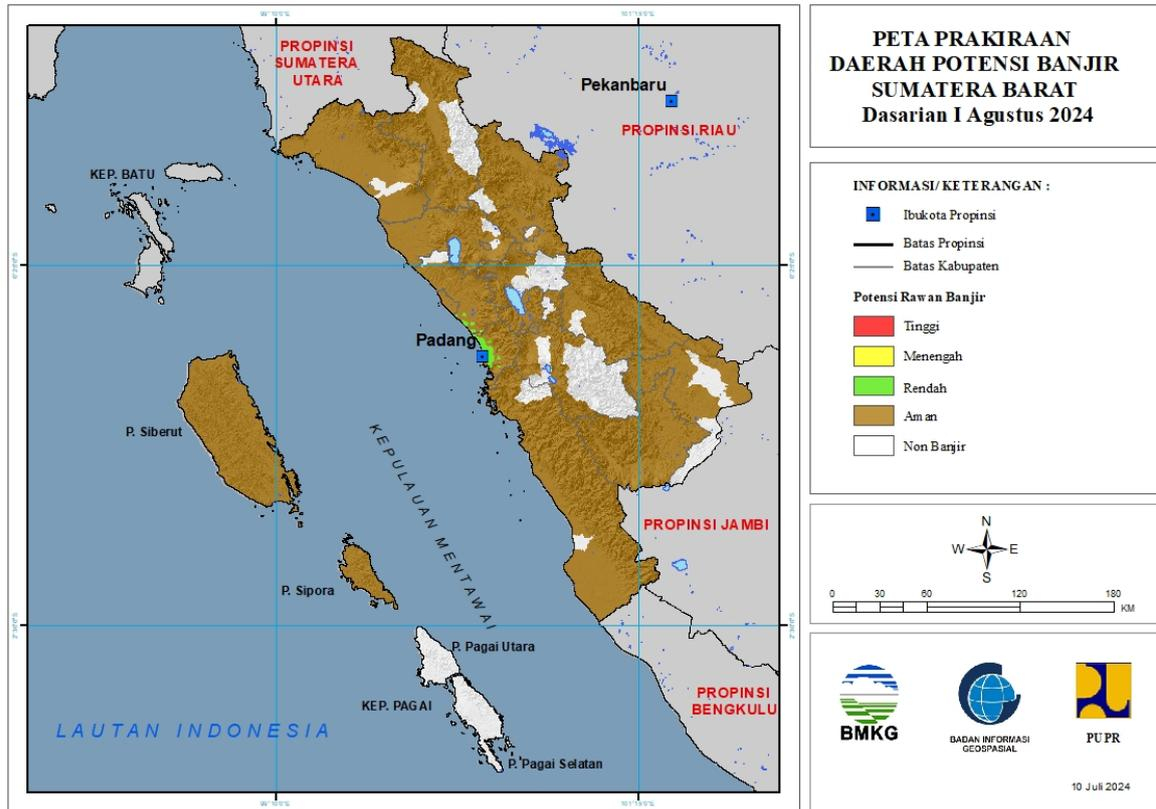 PETA PRAKIRAAN
DAERAH POTENSI BANJIR
SUMATERA BARAT
Dasarian I Agustus 2024
PROPINSI
SUMATERA
UTARA
Pekanbaru
PROPINSI RIAU
KEP. BATU
Padang
P. Siberut
KEPULAUAN MENTAWAI
P. Sipora
PROPINSI JAMBI
P. Pagai Utara
KEP. PAGAI
P. Pagai Selatan
PROPINSI
BENGKULU
LAUTAN INDONESIA
INFORMASI/ KETERANGAN :
Ibukota Propinsi
Batas Propinsi
Batas Kabupaten
Potensi Rawan Banjir
Tinggi
Menengah
Rendah
Aman
Non Banjir
N
W E
S
0 30 60 120 180
KM
BMKG
BADAN INFORMASI
GEOSPASIAL
PUPR
10 Juli 2024